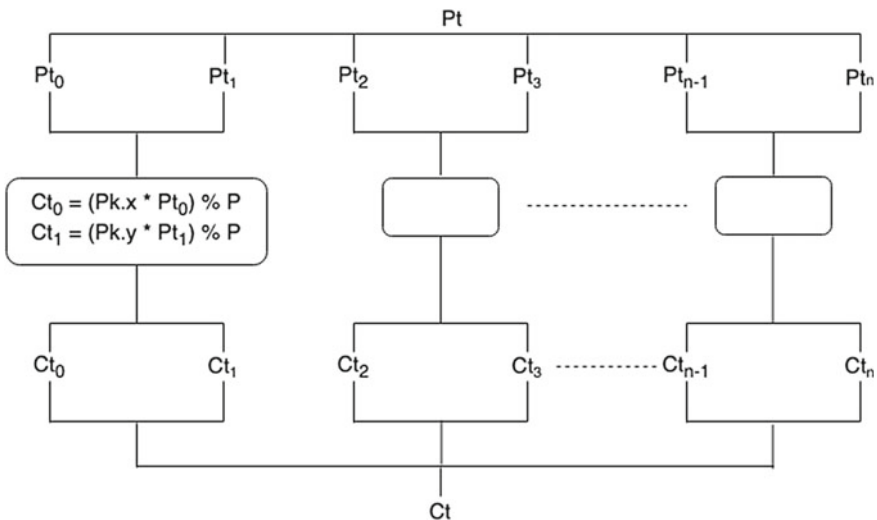 Pt
Pt₀ Pt₁ Pt₂ Pt₃ Ptₙ₋₁ Ptₙ
Ct₀ = (Pk.x * Pt₀) % P
Ct₁ = (Pk.y * Pt₁) % P
Ct₀ Ct₁ Ct₂ Ct₃ Ctₙ₋₁ Ctₙ
Ct